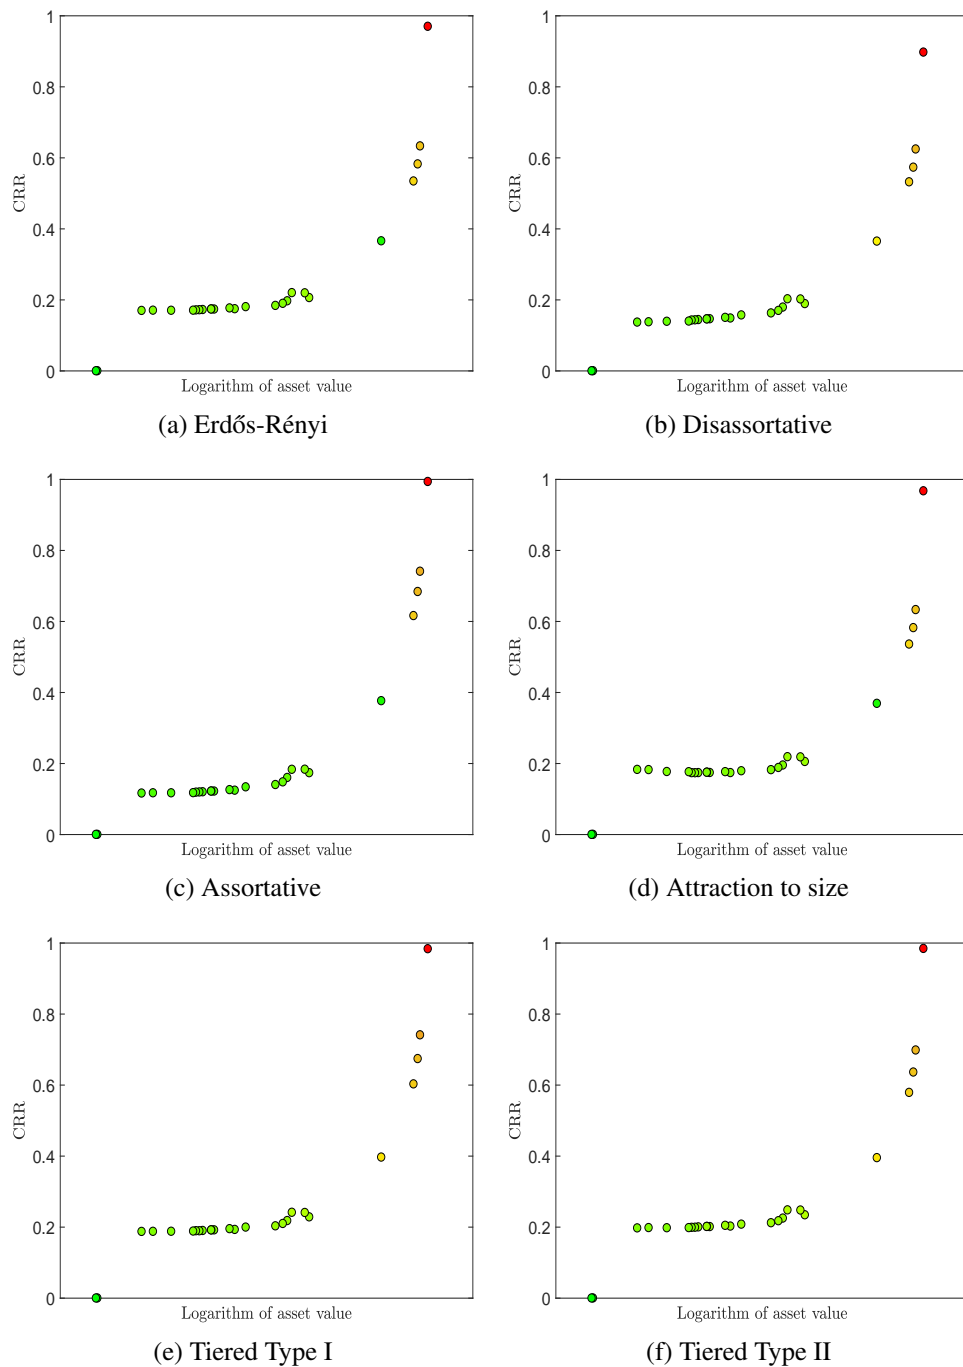 1
0.8
0.6
0.4
0.2
0
CRR
Logarithm of asset value
(a) Erdős-Rényi
1
0.8
0.6
0.4
0.2
0
CRR
Logarithm of asset value
(b) Disassortative
1
0.8
0.6
0.4
0.2
0
CRR
Logarithm of asset value
(c) Assortative
1
0.8
0.6
0.4
0.2
0
CRR
Logarithm of asset value
(d) Attraction to size
1
0.8
0.6
0.4
0.2
0
CRR
Logarithm of asset value
(e) Tiered Type I
1
0.8
0.6
0.4
0.2
0
CRR
Logarithm of asset value
(f) Tiered Type II